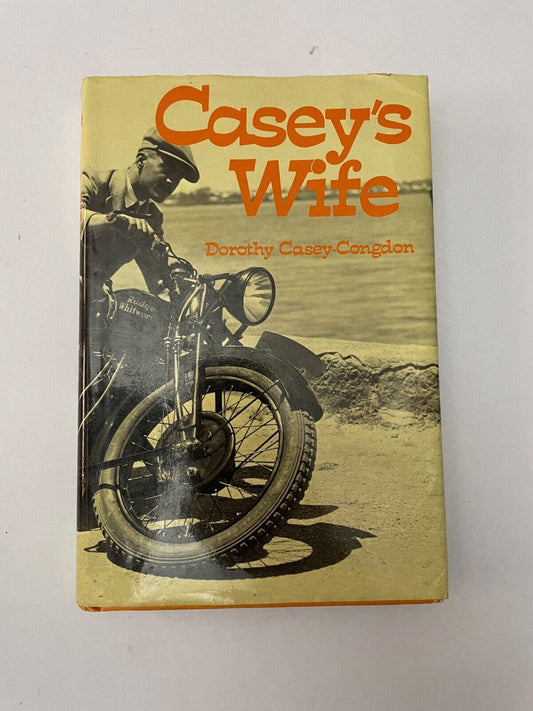 Casey's
Wife
Dorothy Casey-Congdon
Rudge
Whitworth